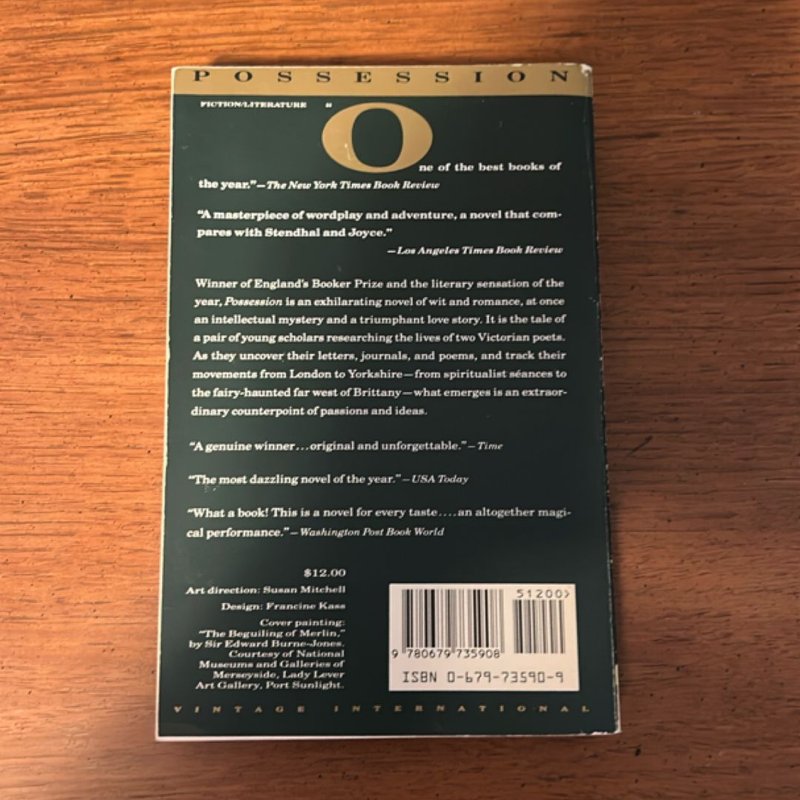 POSSESSION
FICTION/LITERATURE
“One of the best books of
the year.”—The New York Times Book Review
“A masterpiece of wordplay and adventure, a novel that com-
pares with Stendhal and Joyce.”
—Los Angeles Times Book Review
Winner of England's Booker Prize and the literary sensation of the
year, Possession is an exhilarating novel of wit and romance, at once
an intellectual mystery and a triumphant love story. It is the tale of
a pair of young scholars researching the lives of two Victorian poets.
As they uncover their letters, journals, and poems, and track their
movements from London to Yorkshire—from spiritualist séances to
the fairy-haunted far west of Brittany—what emerges is an extraor-
dinary counterpoint of passions and ideas.
“A genuine winner...original and unforgettable.”—Time
“The most dazzling novel of the year.”—USA Today
“What a book! This is a novel for every taste....an altogether magi-
cal performance.”—Washington Post Book World
$12.00
Art direction: Susan Mitchell
Design: Francine Kass
Cover painting:
“The Beguiling of Merlin,”
by Sir Edward Burne-Jones.
Courtesy of National
Museums and Galleries of
Merseyside, Lady Lever
Art Gallery, Port Sunlight.
51200>
9 780679 735908
ISBN 0-679-73590-9
VINTAGE INTERNATIONAL